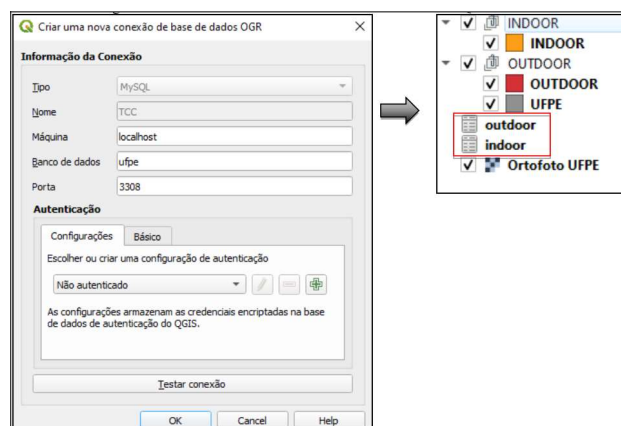 Criar uma nova conexão de base de dados OGR
Informação da Conexão
Tipo
MySQL
Nome
TCC
Máquina
localhost
Banco de dados
ufpe
Porta
3308
Autenticação
Configurações
Básico
Escolher ou criar uma configuração de autenticação
Não autenticado
As configurações armazenam as credenciais encriptadas na base
de dados de autenticação do QGIS.
Testar conexão
OK
Cancel
Help
INDOOR
INDOOR
OUTDOOR
OUTDOOR
UFPE
outdoor
indoor
Ortofoto UFPE